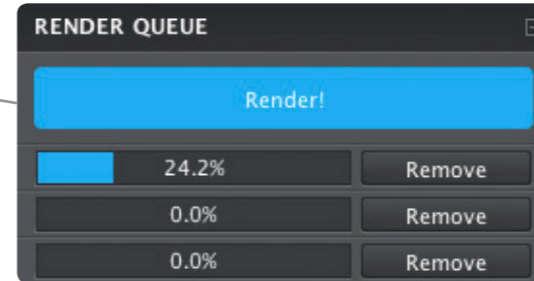 RENDER QUEUE
Render!
24.2% Remove
0.0% Remove
0.0% Remove